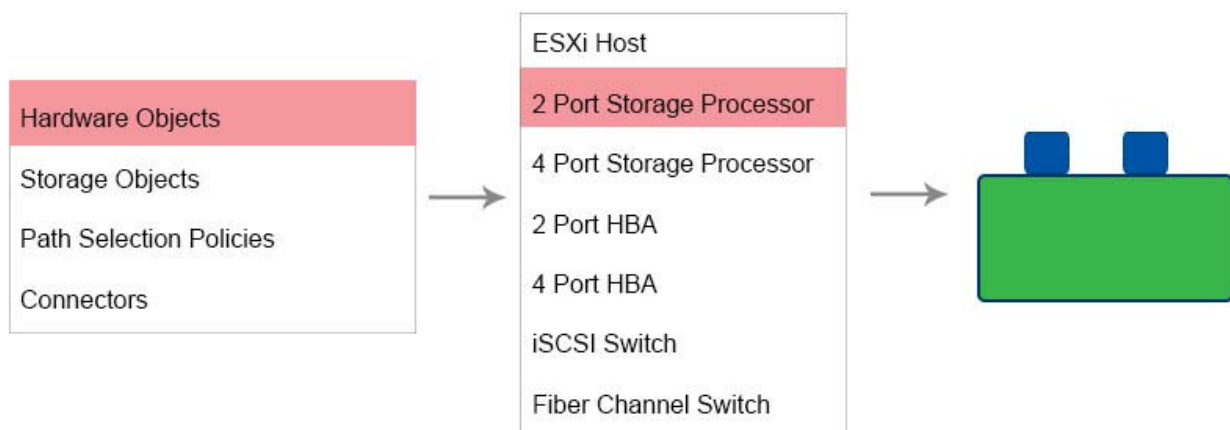 Hardware Objects
Storage Objects
Path Selection Policies
Connectors
ESXi Host
2 Port Storage Processor
4 Port Storage Processor
2 Port HBA
4 Port HBA
iSCSI Switch
Fiber Channel Switch